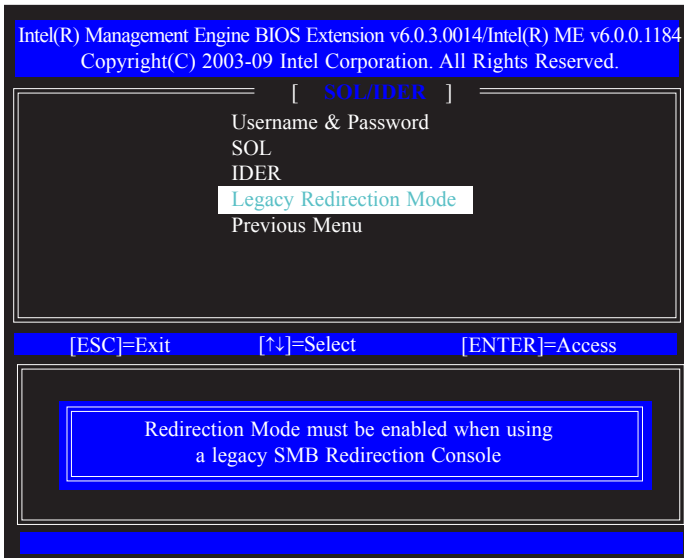 Intel(R) Management Engine BIOS Extension v6.0.3.0014/Intel(R) ME v6.0.0.1184
Copyright(C) 2003-09 Intel Corporation. All Rights Reserved.
[ SOL/IDER ]
Username & Password
SOL
IDER
Legacy Redirection Mode
Previous Menu
[ESC]=Exit [↑↓]=Select [ENTER]=Access
Redirection Mode must be enabled when using
a legacy SMB Redirection Console